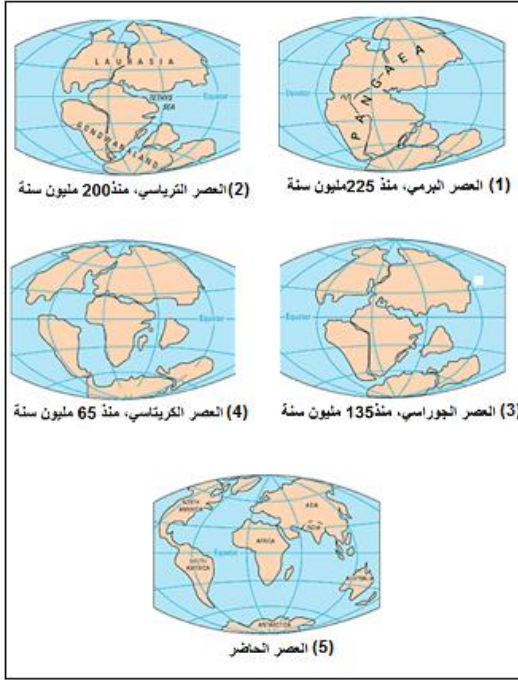 PANGAEA
Equator
(1) العصر البرمي، منذ 225مليون سنة
LAURASIA
TETHYS
SEA
Equator
GONDWANALAND
(2) العصر الترياسي، منذ200 مليون سنة
Equator
(3) العصر الجوراسي، منذ135 مليون سنة
Equator
(4) العصر الكريتاسي، منذ 65 مليون سنة
NORTH
AMERICA
ASIA
INDIA
AFRICA
Equator
SOUTH
AMERICA
AUSTRALIA
ANTARCTICA
(5) العصر الحاضر